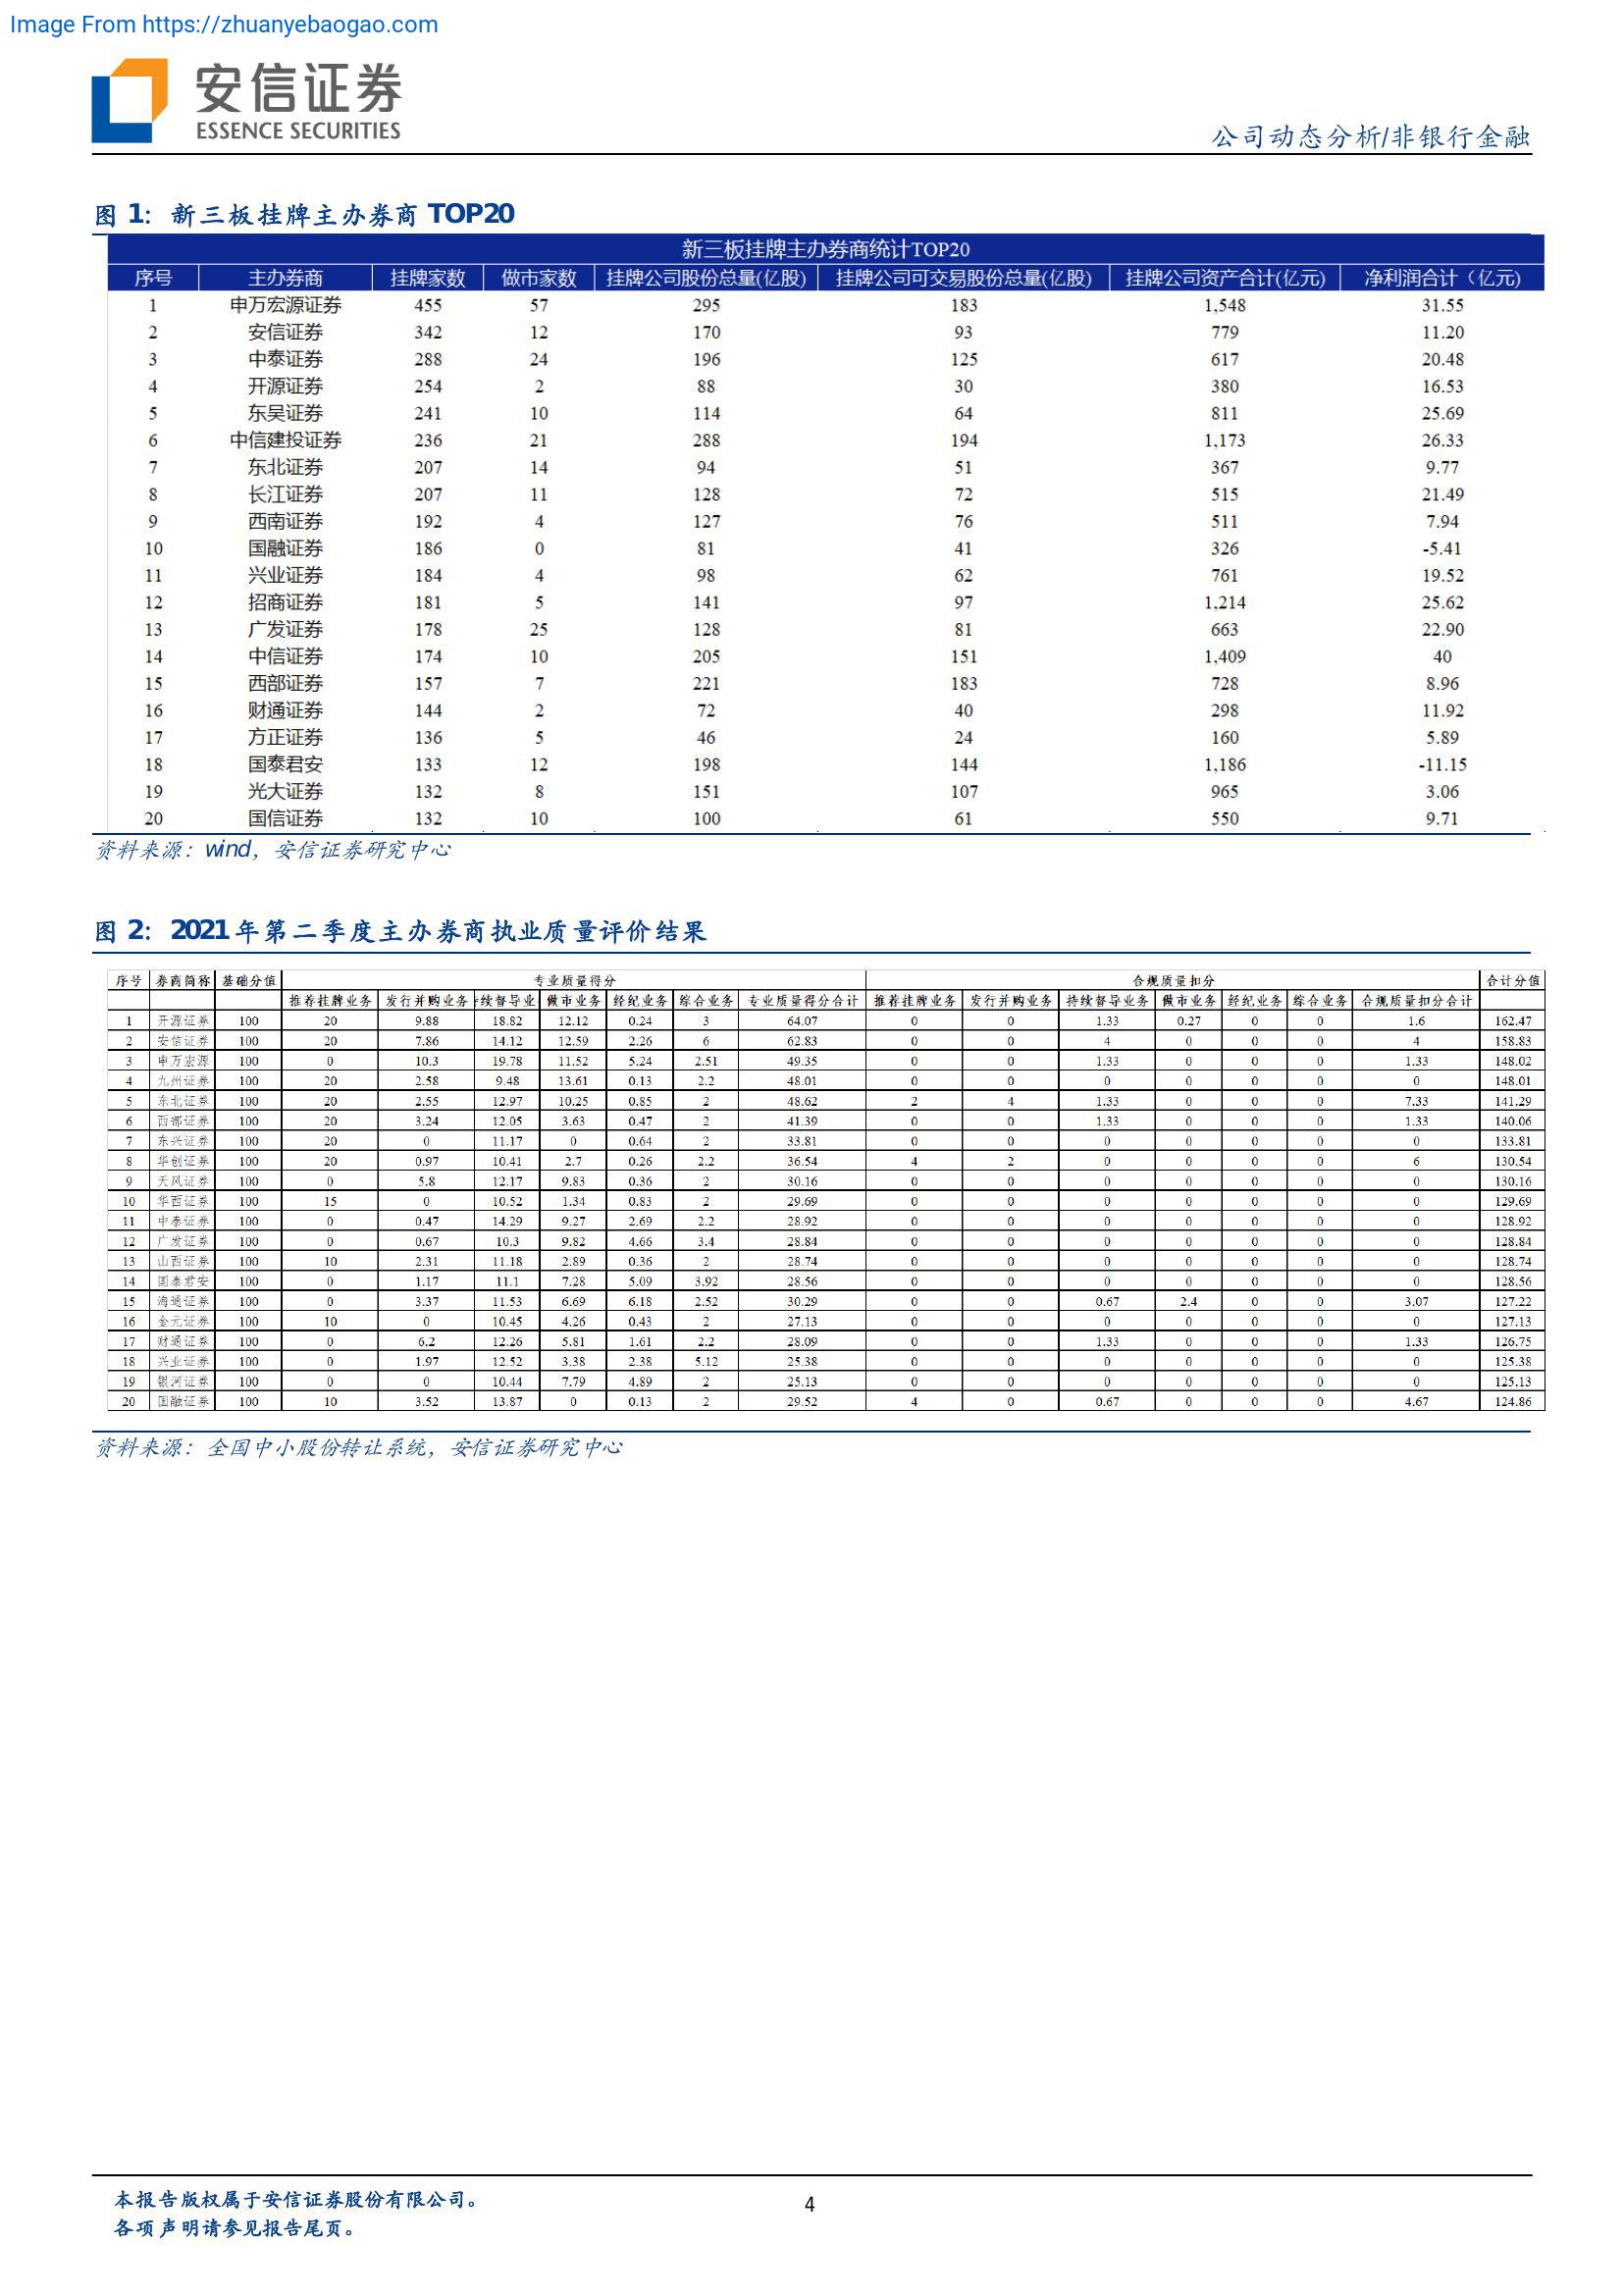 Image From https://zhuanyebaogao.com
安信证券
ESSENCE SECURITIES
公司动态分析/非银行金融
图 1: 新三板挂牌主办券商 TOP20
新三板挂牌主办券商统计TOP20
序号 主办券商 挂牌家数 做市家数 挂牌公司股份总量(亿股) 挂牌公司可交易股份总量(亿股) 挂牌公司资产合计(亿元) 净利润合计（亿元)
1 申万宏源证券 455 57 295 183 1,548 31.55
2 安信证券 342 12 170 93 779 11.20
3 中泰证券 288 24 196 125 617 20.48
4 开源证券 254 2 88 30 380 16.53
5 东吴证券 241 10 114 64 811 25.69
6 中信建投证券 236 21 288 194 1,173 26.33
7 东北证券 207 14 94 51 367 9.77
8 长江证券 207 11 128 72 515 21.49
9 西南证券 192 4 127 76 511 7.94
10 国融证券 186 0 81 41 326 -5.41
11 兴业证券 184 4 98 62 761 19.52
12 招商证券 181 5 141 97 1,214 25.62
13 广发证券 178 25 128 81 663 22.90
14 中信证券 174 10 205 151 1,409 40
15 西部证券 157 7 221 183 728 8.96
16 财通证券 144 2 72 40 298 11.92
17 方正证券 136 5 46 24 160 5.89
18 国泰君安 133 12 198 144 1,186 -11.15
19 光大证券 132 8 151 107 965 3.06
20 国信证券 132 10 100 61 550 9.71
资料来源：wind，安信证券研究中心
图 2: 2021 年第二季度主办券商执业质量评价结果
序号 券商简称 基础分值 专业质量得分 合规质量扣分 合计分值
推荐挂牌业务 发行并购业务 续督导业 做市业务 经纪业务 综合业务 专业质量得分合计 推荐挂牌业务 发行并购业务 持续督导业务 做市业务 经纪业务 综合业务 合规质量扣分合计
1 开源证券 100 20 9.88 18.82 12.12 0.24 3 64.07 0 0 1.33 0.27 0 0 1.6 162.47
2 安信证券 100 20 7.86 14.12 12.59 2.26 6 62.83 0 0 4 0 0 0 4 158.83
3 申万宏源 100 0 10.3 19.78 11.52 5.24 2.51 49.35 0 0 1.33 0 0 0 1.33 148.02
4 九州证券 100 20 2.58 9.48 13.61 0.13 2.2 48.01 0 0 0 0 0 0 0 148.01
5 东北证券 100 20 2.55 12.97 10.25 0.85 2 48.62 2 4 1.33 0 0 0 7.33 141.29
6 西部证券 100 20 3.24 12.05 3.63 0.47 2 41.39 0 0 1.33 0 0 0 1.33 140.06
7 东兴证券 100 20 0 11.17 0 0.64 2 33.81 0 0 0 0 0 0 0 133.81
8 华创证券 100 20 0.97 10.41 2.7 0.26 2.2 36.54 4 2 0 0 0 0 6 130.54
9 天风证券 100 0 5.8 12.17 9.83 0.36 2 30.16 0 0 0 0 0 0 0 130.16
10 华西证券 100 15 0 10.52 1.34 0.83 2 29.69 0 0 0 0 0 0 0 129.69
11 中泰证券 100 0 0.47 14.29 9.27 2.69 2.2 28.92 0 0 0 0 0 0 0 128.92
12 广发证券 100 0 0.67 10.3 9.82 4.66 3.4 28.84 0 0 0 0 0 0 0 128.84
13 山西证券 100 10 2.31 11.18 2.89 0.36 2 28.74 0 0 0 0 0 0 0 128.74
14 国泰君安 100 0 1.17 11.1 7.28 5.09 3.92 28.56 0 0 0 0 0 0 0 128.56
15 海通证券 100 0 3.37 11.53 6.69 6.18 2.52 30.29 0 0 0.67 2.4 0 0 3.07 127.22
16 金元证券 100 10 0 10.45 4.26 0.43 2 27.13 0 0 0 0 0 0 0 127.13
17 财通证券 100 0 6.2 12.26 5.81 1.61 2.2 28.09 0 0 1.33 0 0 0 1.33 126.75
18 兴业证券 100 0 1.97 12.52 3.38 2.38 5.12 25.38 0 0 0 0 0 0 0 125.38
19 银河证券 100 0 0 10.44 7.79 4.89 2 25.13 0 0 0 0 0 0 0 125.13
20 国融证券 100 10 3.52 13.87 0 0.13 2 29.52 4 0 0.67 0 0 0 4.67 124.86
资料来源：全国中小股份转让系统，安信证券研究中心
本报告版权属于安信证券股份有限公司。
各项声明请参见报告尾页。
4